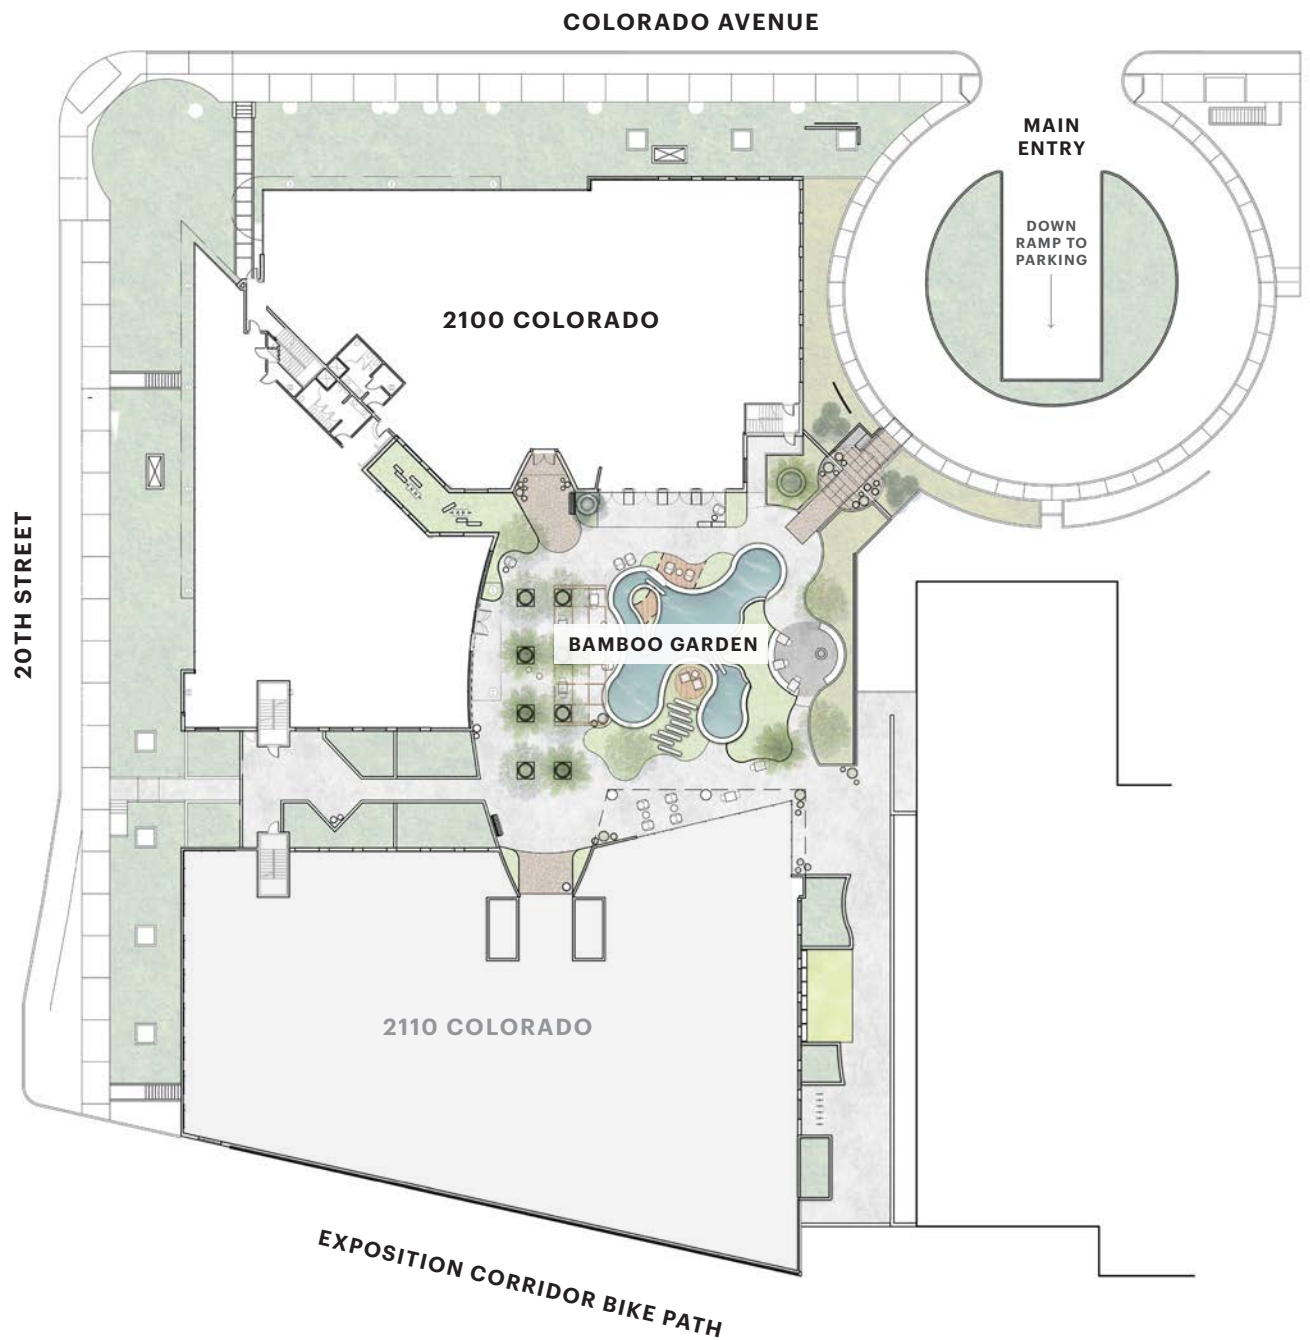 COLORADO AVENUE
MAIN
ENTRY
DOWN
RAMP TO
PARKING
2100 COLORADO
20TH STREET
BAMBOO GARDEN
2110 COLORADO
EXPOSITION CORRIDOR BIKE PATH